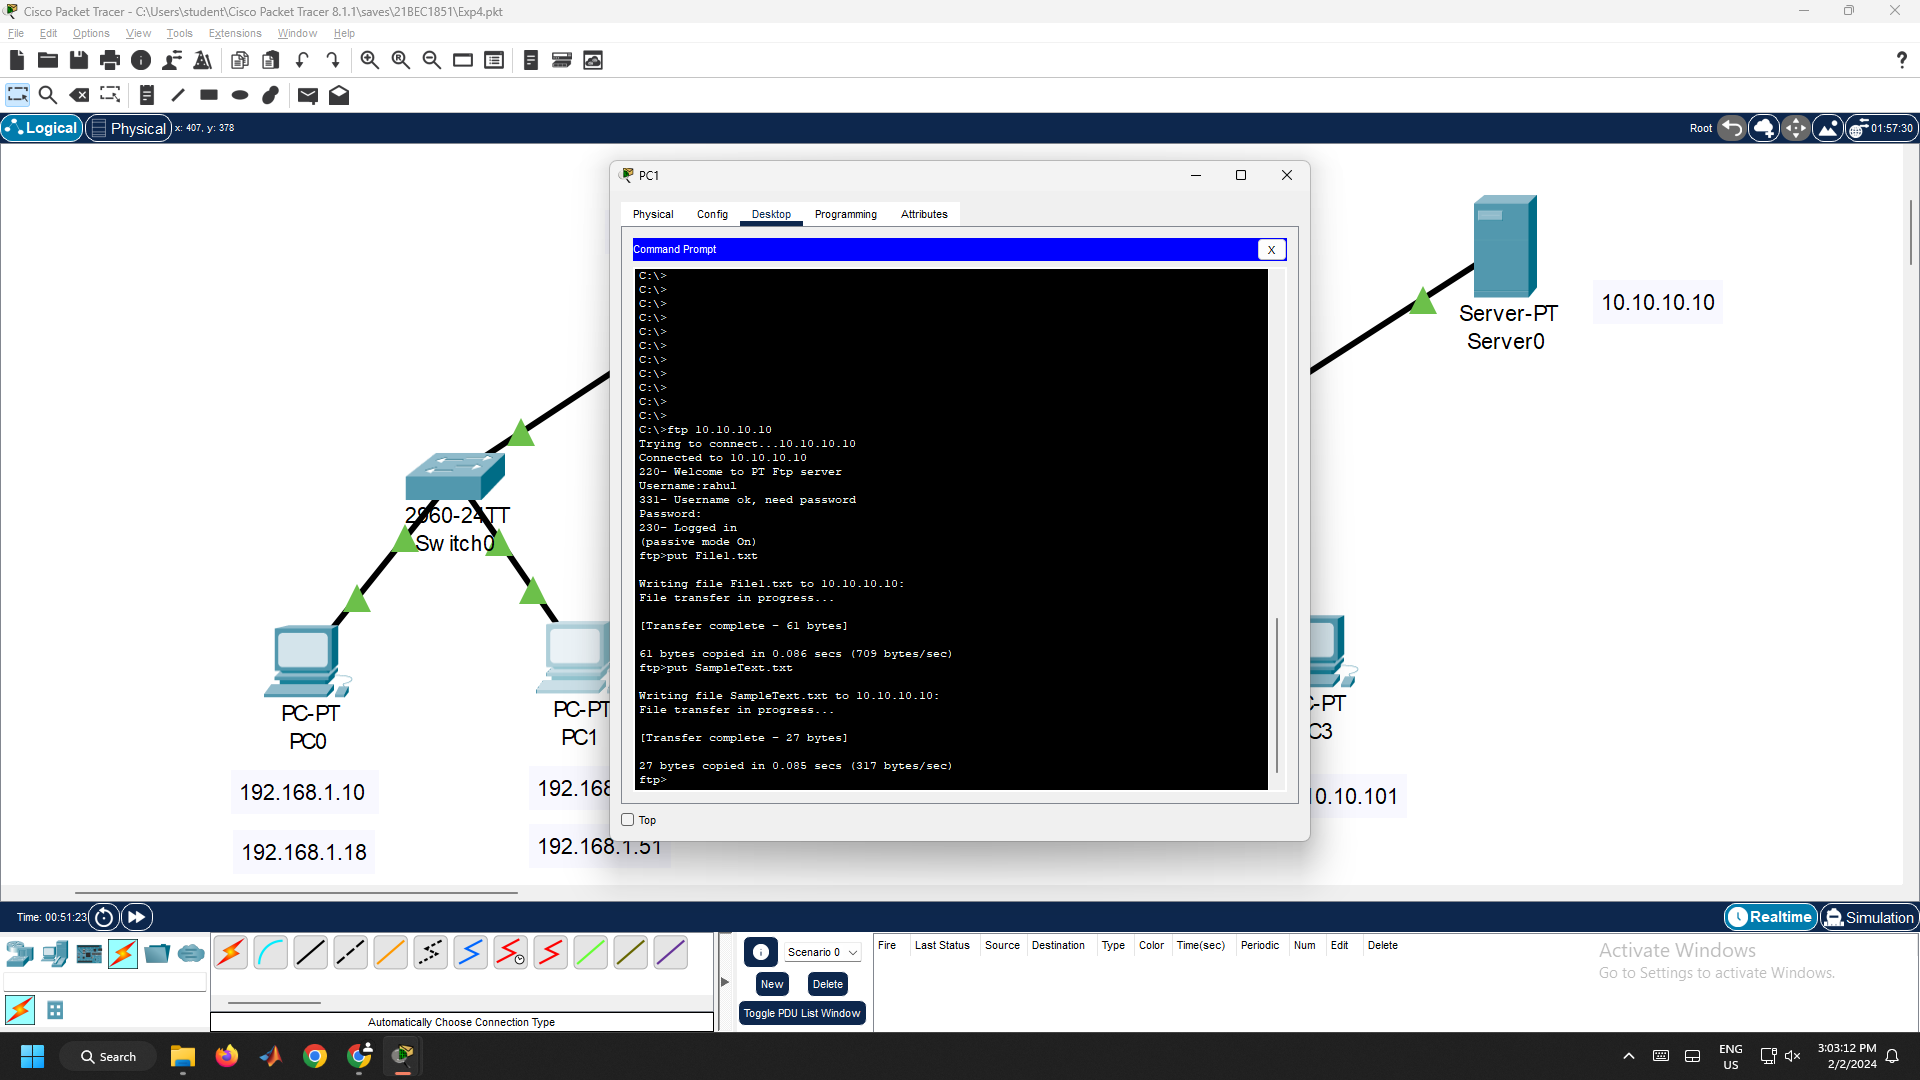 Cisco Packet Tracer - C:\Users\student\Cisco Packet Tracer 8.1.1\saves\21BEC1851\Exp4.pkt
File Edit Options View Tools Extensions Window Help
?
Logical Physical x: 407, y: 378 Root 01:57:30
PC1
Physical Config Desktop Programming Attributes
Command Prompt X
C:\>
C:\>
C:\>
C:\>
C:\>
C:\>
C:\>
C:\>
C:\>
C:\>
C:\>
C:\>ftp 10.10.10.10
Trying to connect...10.10.10.10
Connected to 10.10.10.10
220- Welcome to PT Ftp server
Username:rahul
331- Username ok, need password
Password:
230- Logged in
(passive mode On)
ftp>put File1.txt
Writing file File1.txt to 10.10.10.10:
File transfer in progress...
[Transfer complete - 61 bytes]
61 bytes copied in 0.086 secs (709 bytes/sec)
ftp>put SampleText.txt
Writing file SampleText.txt to 10.10.10.10:
File transfer in progress...
[Transfer complete - 27 bytes]
27 bytes copied in 0.085 secs (317 bytes/sec)
ftp>
Top
Server-PT
Server0
10.10.10.10
2960-24TT
Switch0
PC-PT
PC0
192.168.1.10
192.168.1.18
PC-PT
PC1
192.168
192.168.1.51
-PT
C3
0.10.101
Time: 00:51:23
Realtime Simulation
Automatically Choose Connection Type
Scenario 0
New Delete
Toggle PDU List Window
Fire Last Status Source Destination Type Color Time(sec) Periodic Num Edit Delete
Activate Windows
Go to Settings to activate Windows.
Search
ENG
US
3:03:12 PM
2/2/2024